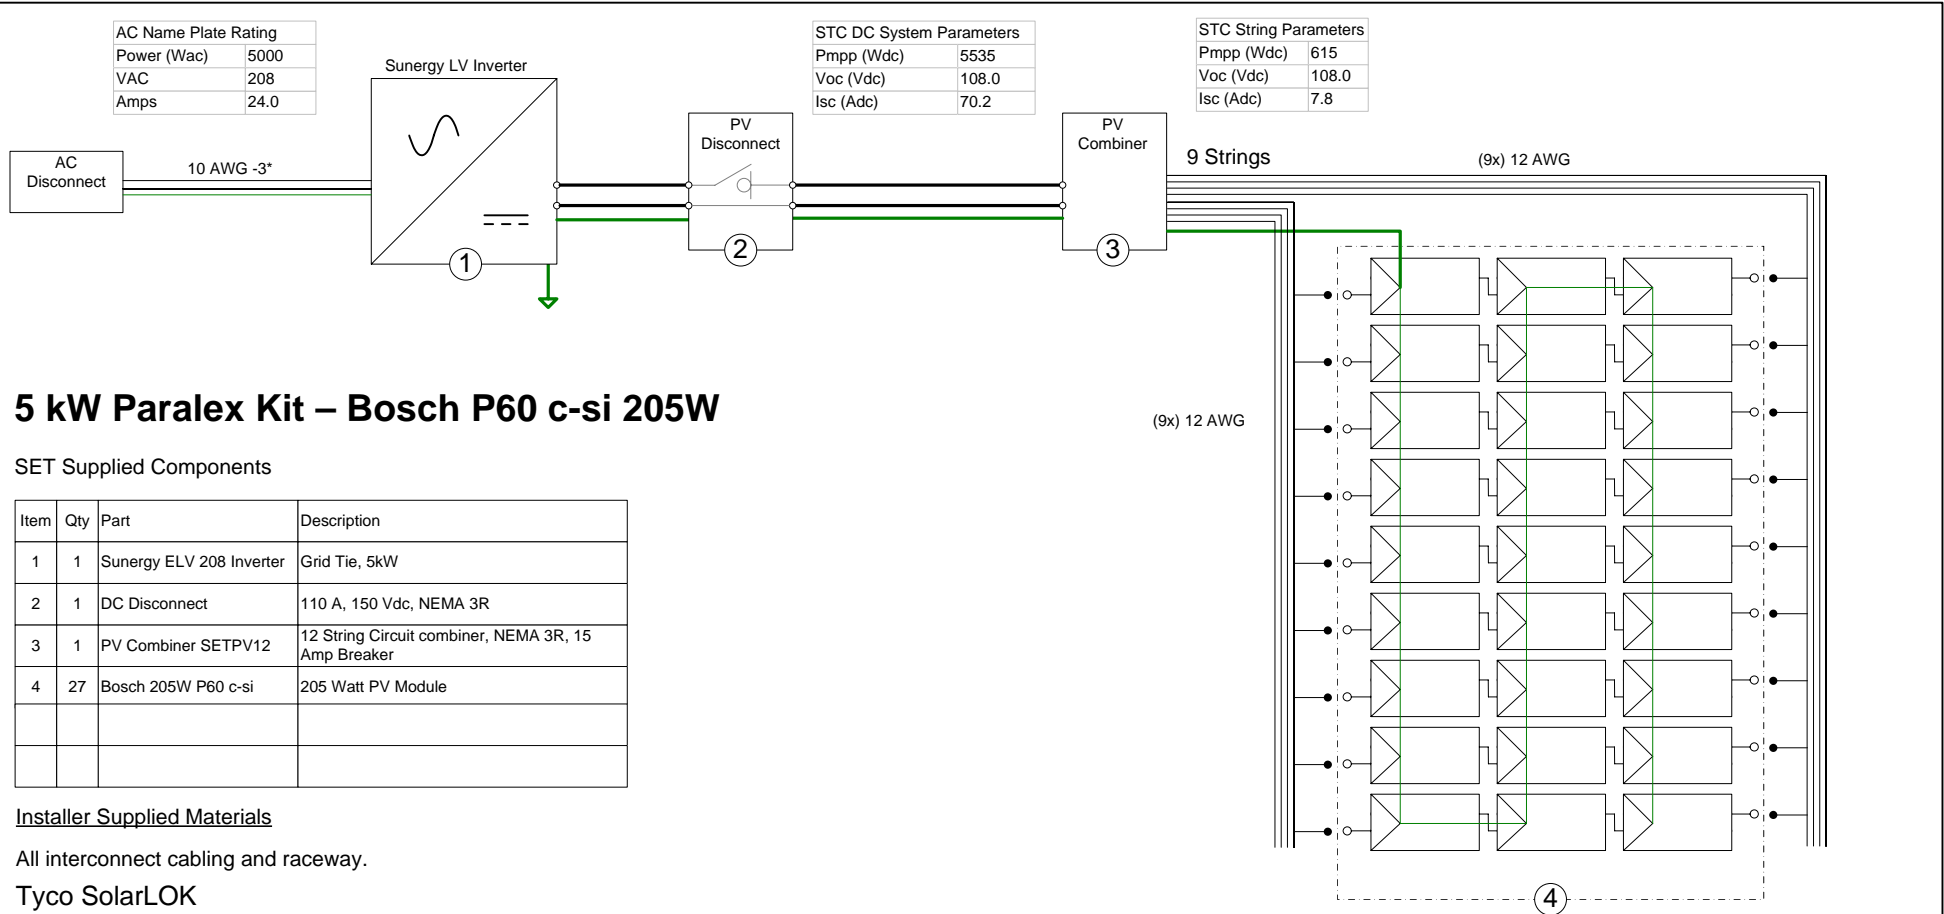 AC Name Plate Rating
Power (Wac) 5000
VAC 208
Amps 24.0
Sunergy LV Inverter
STC DC System Parameters
Pmpp (Wdc) 5535
Voc (Vdc) 108.0
Isc (Adc) 70.2
STC String Parameters
Pmpp (Wdc) 615
Voc (Vdc) 108.0
Isc (Adc) 7.8
AC
Disconnect
10 AWG -3*
PV
Disconnect
PV
Combiner
9 Strings
(9x) 12 AWG
1
2
3
5 kW Paralex Kit – Bosch P60 c-si 205W
(9x) 12 AWG
SET Supplied Components
Item Qty Part Description
1 1 Sunergy ELV 208 Inverter Grid Tie, 5kW
2 1 DC Disconnect 110 A, 150 Vdc, NEMA 3R
3 1 PV Combiner SETPV12 12 String Circuit combiner, NEMA 3R, 15
Amp Breaker
4 27 Bosch 205W P60 c-si 205 Watt PV Module
Installer Supplied Materials
All interconnect cabling and raceway.
Tyco SolarLOK
4